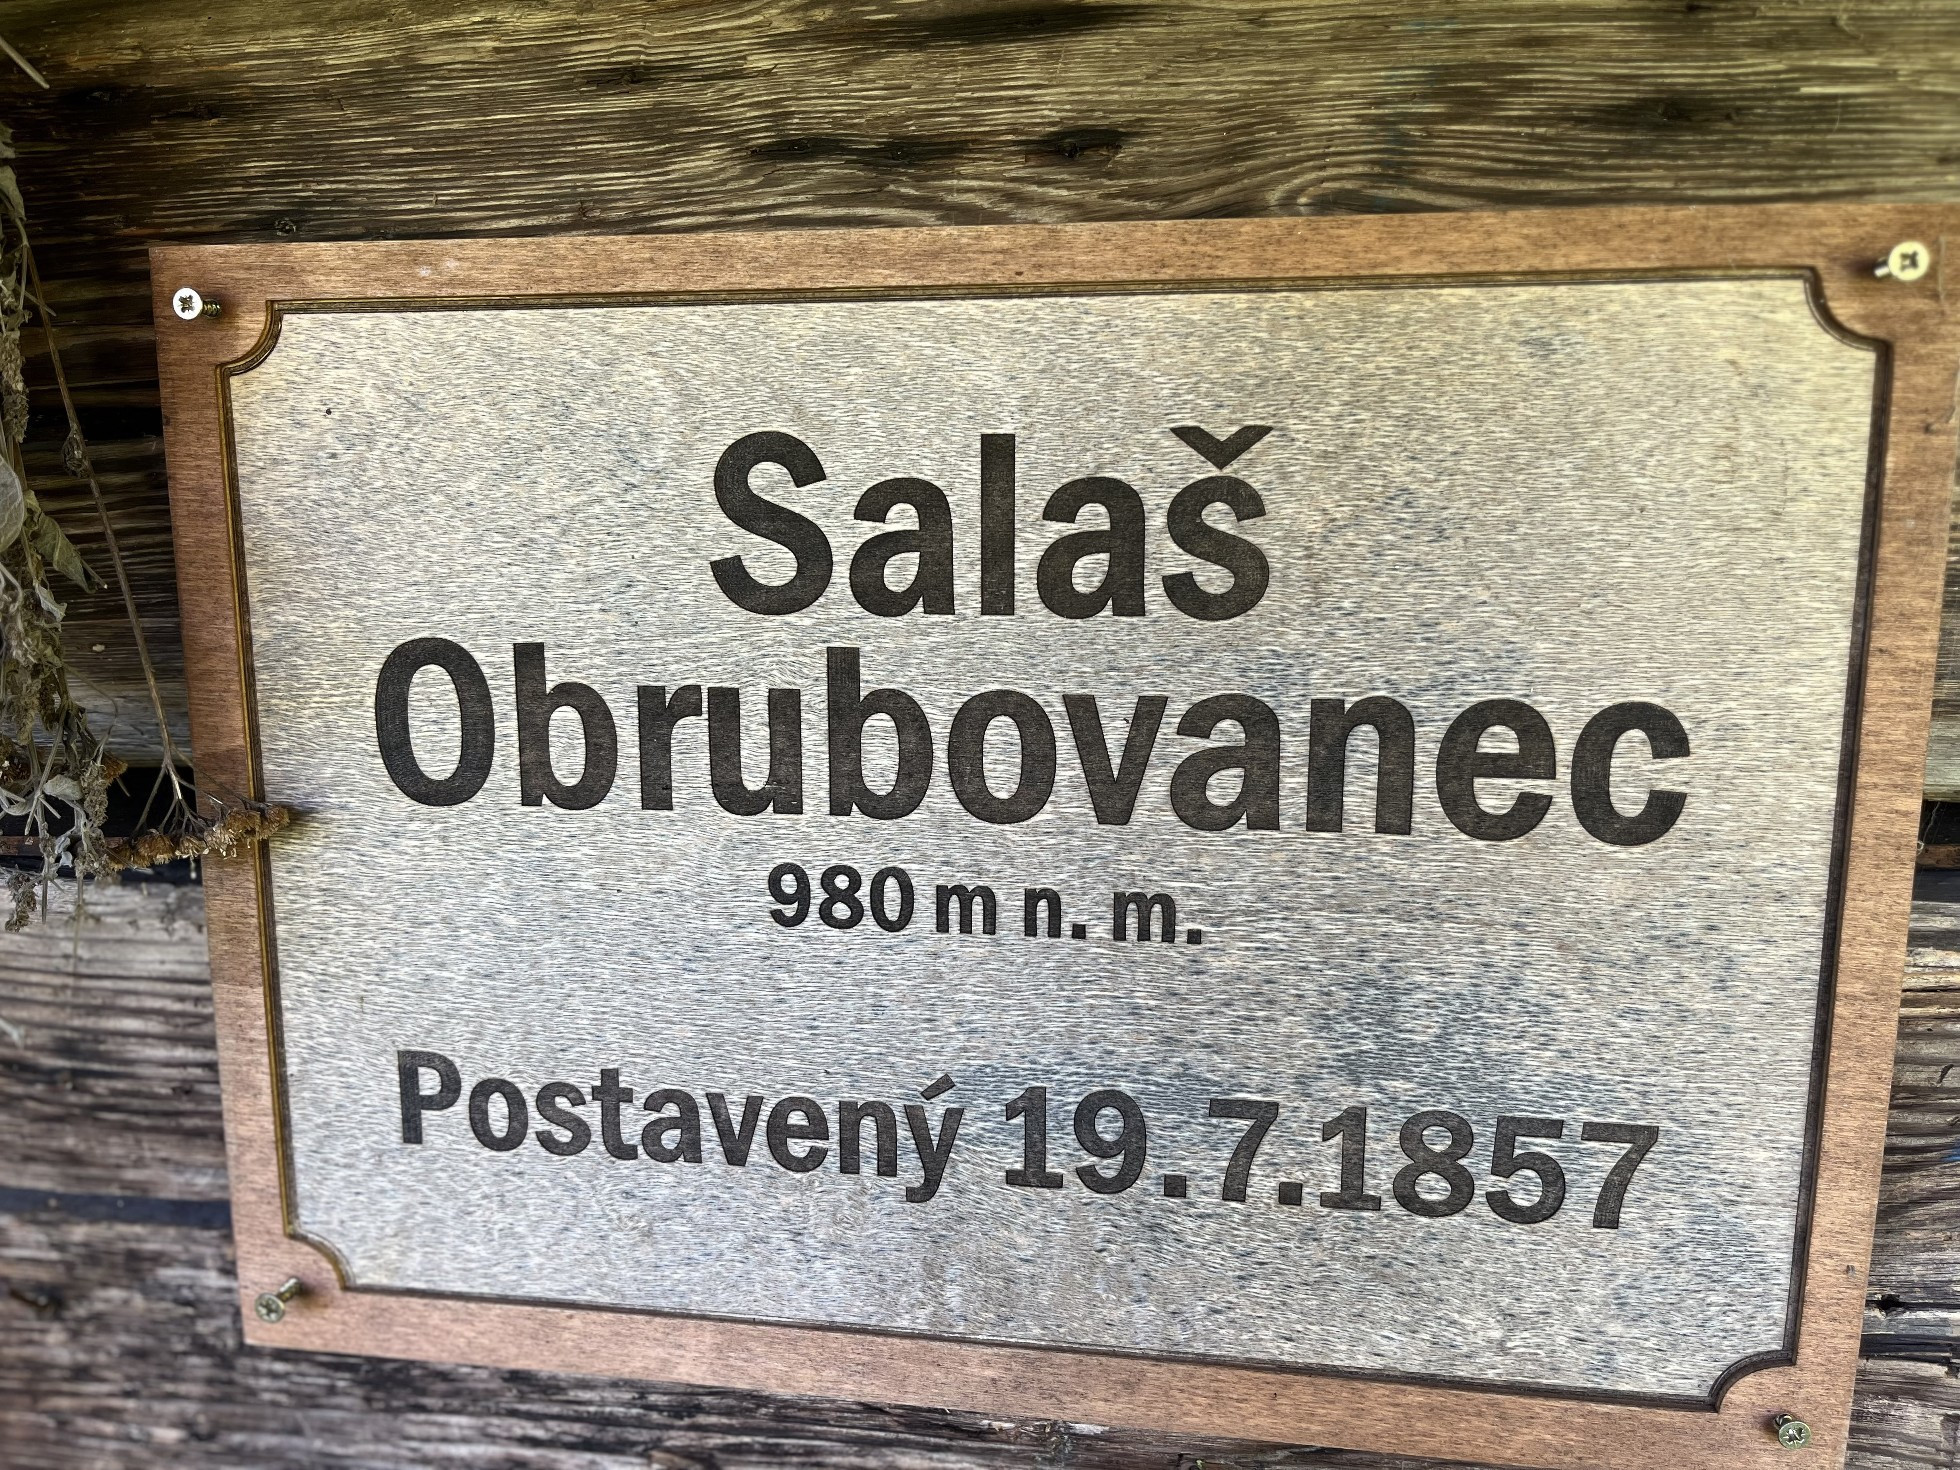 Salaš
Obrubovanec
980 m n. m.
Postavený 19.7.1857